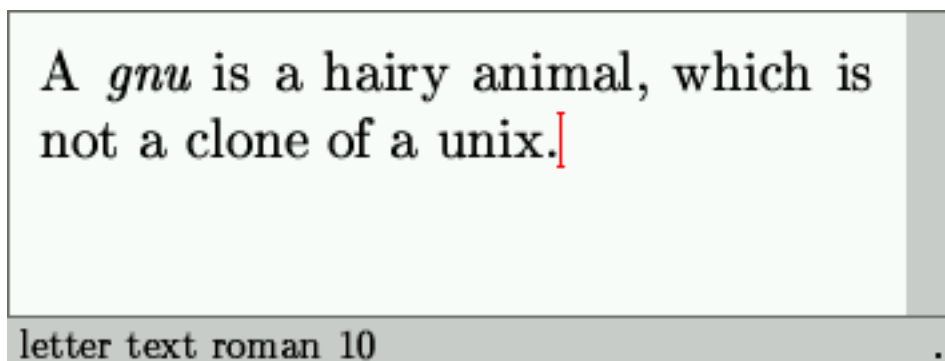 A gnu is a hairy animal, which is
not a clone of a unix.
letter text roman 10 .